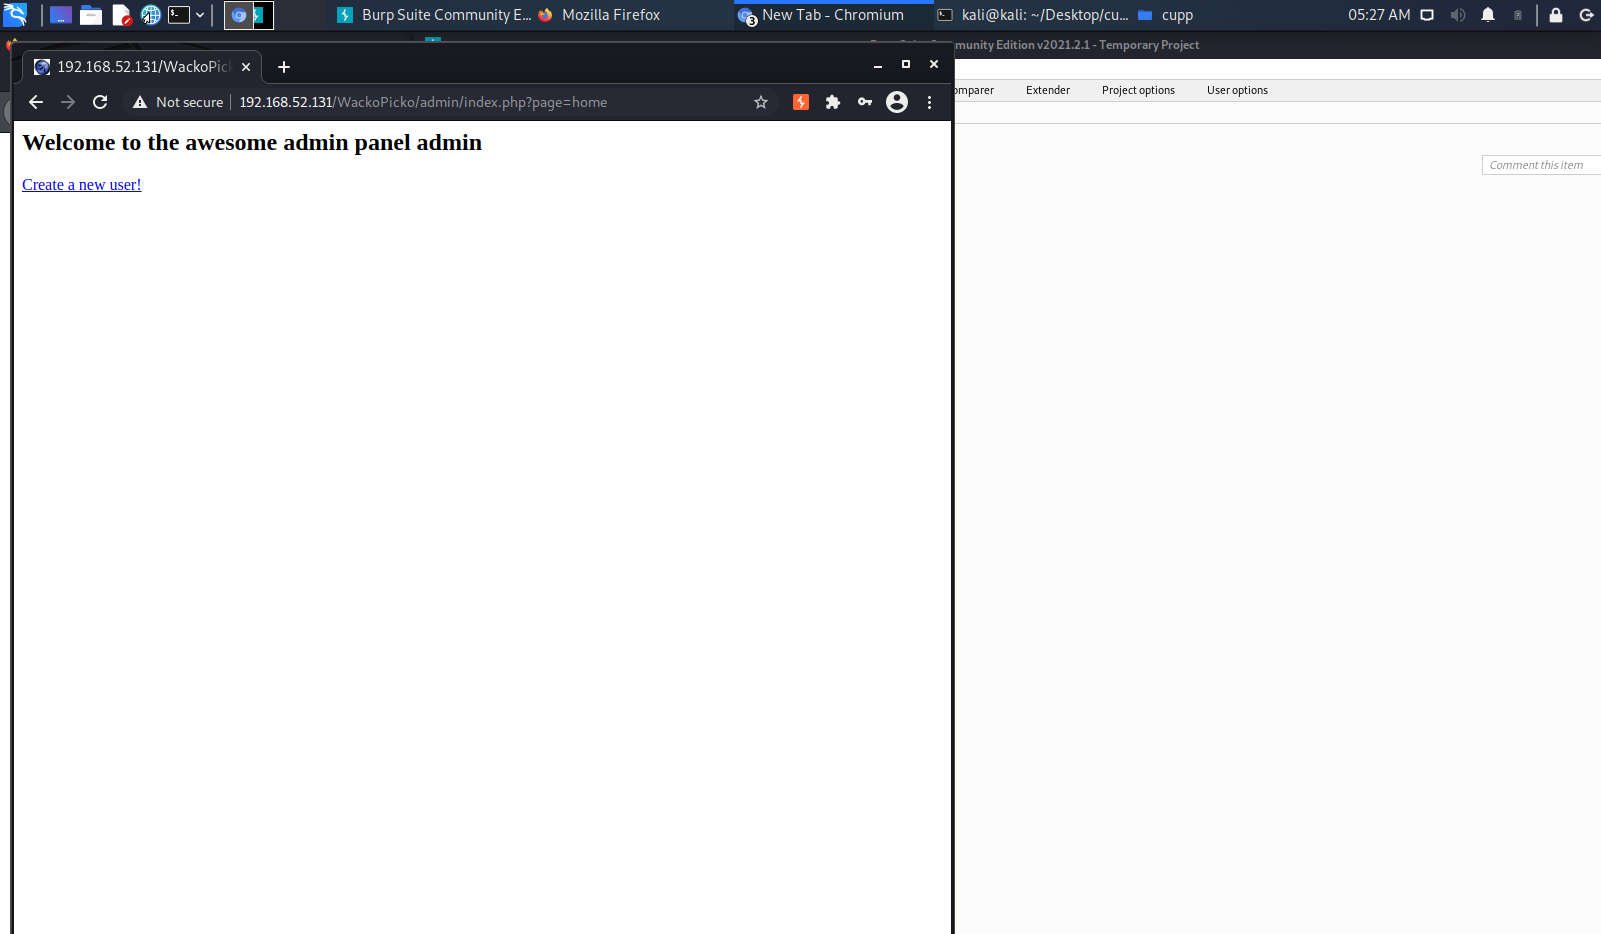 Burp Suite Community E...
Mozilla Firefox
3
New Tab - Chromium
kali@kali: ~/Desktop/cu...
cupp
05:27 AM
munity Edition v2021.2.1 - Temporary Project
192.168.52.131/WackoPick
omparer
Extender
Project options
User options
Not secure
192.168.52.131/WackoPicko/admin/index.php?page=home
Welcome to the awesome admin panel admin
Comment this item
Create a new user!